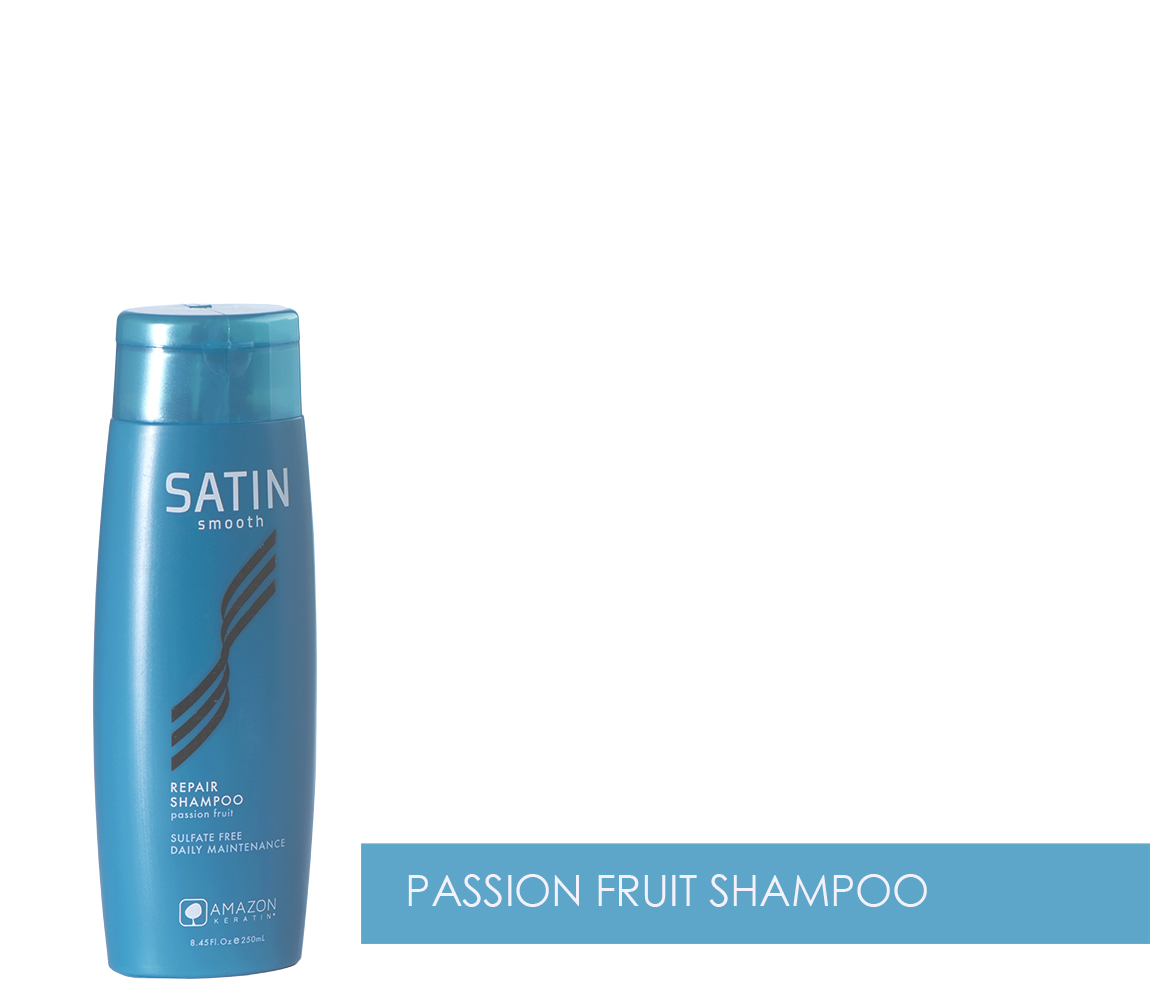 SATIN
smooth
REPAIR
SHAMPOO
passion fruit
SULFATE FREE
DAILY MAINTENANCE
AMAZON
KERATIN®
8.45Fl.Oz e 250mL
PASSION FRUIT SHAMPOO